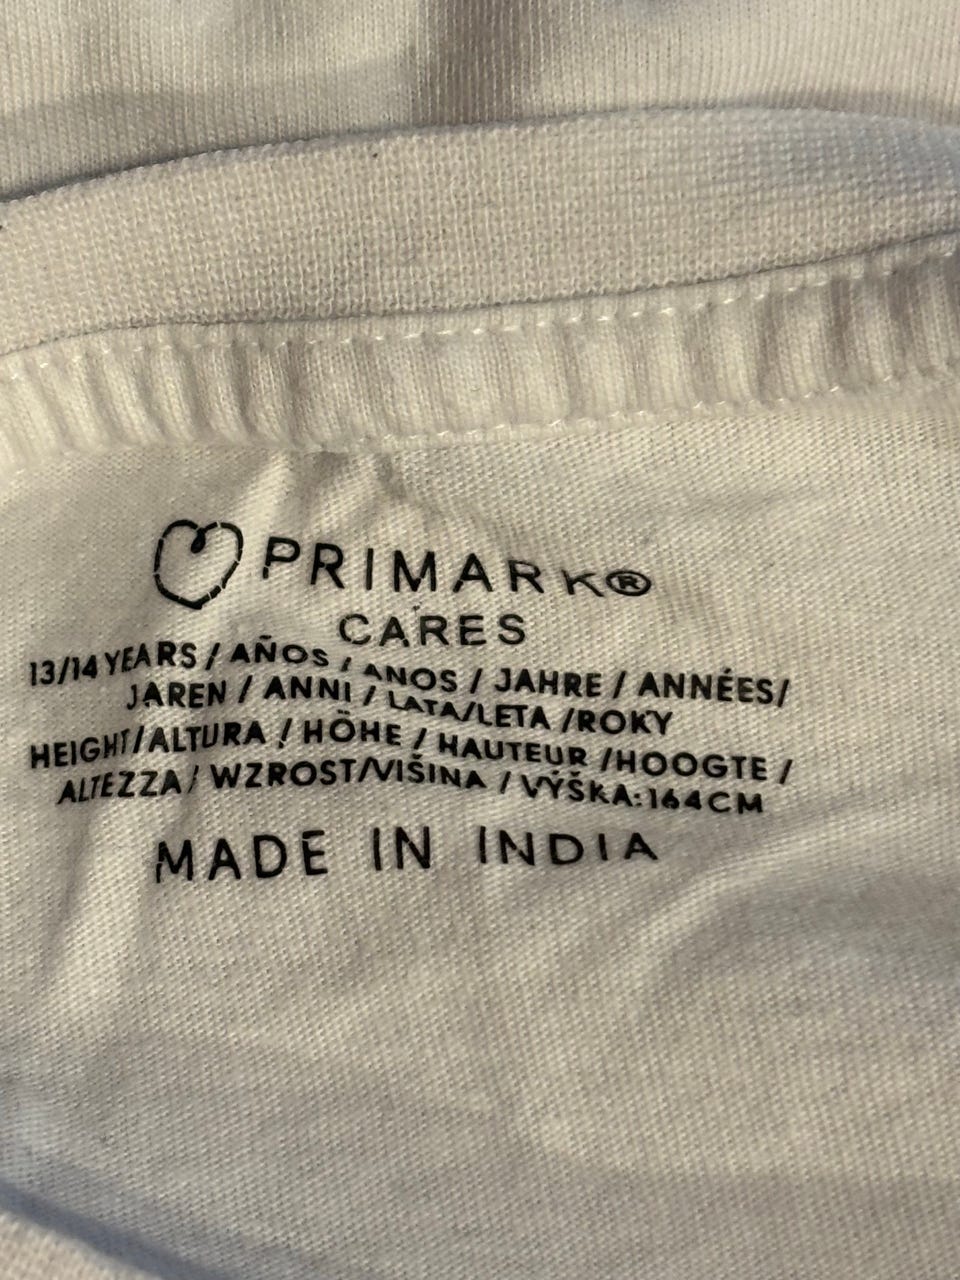 PRIMARK®
CARES
13/14 YEARS / AÑOS / ANOS / JAHRE / ANNÉES/
JAREN / ANNI / LATA/LETA /ROKY
HEIGHT/ALTURA / HÖHE / HAUTEUR /HOOGTE /
ALTEZZA/ WZROST/VIŠINA / VÝŠKA:164CM
MADE IN INDIA